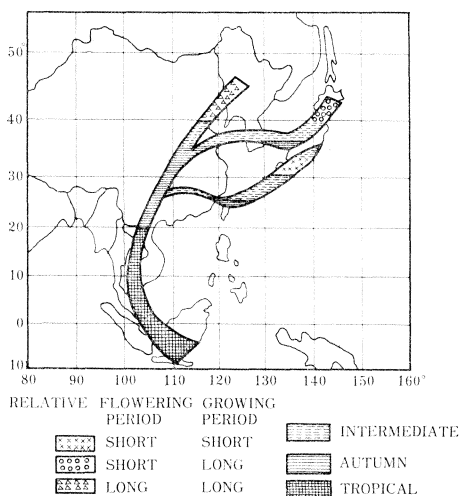 50°
40
30
20
10
0
10
80 90 100 110 120 130 140 150 160°
RELATIVE FLOWERING GROWING
PERIOD PERIOD
SHORT SHORT INTERMEDIATE
SHORT LONG AUTUMN
LONG LONG TROPICAL